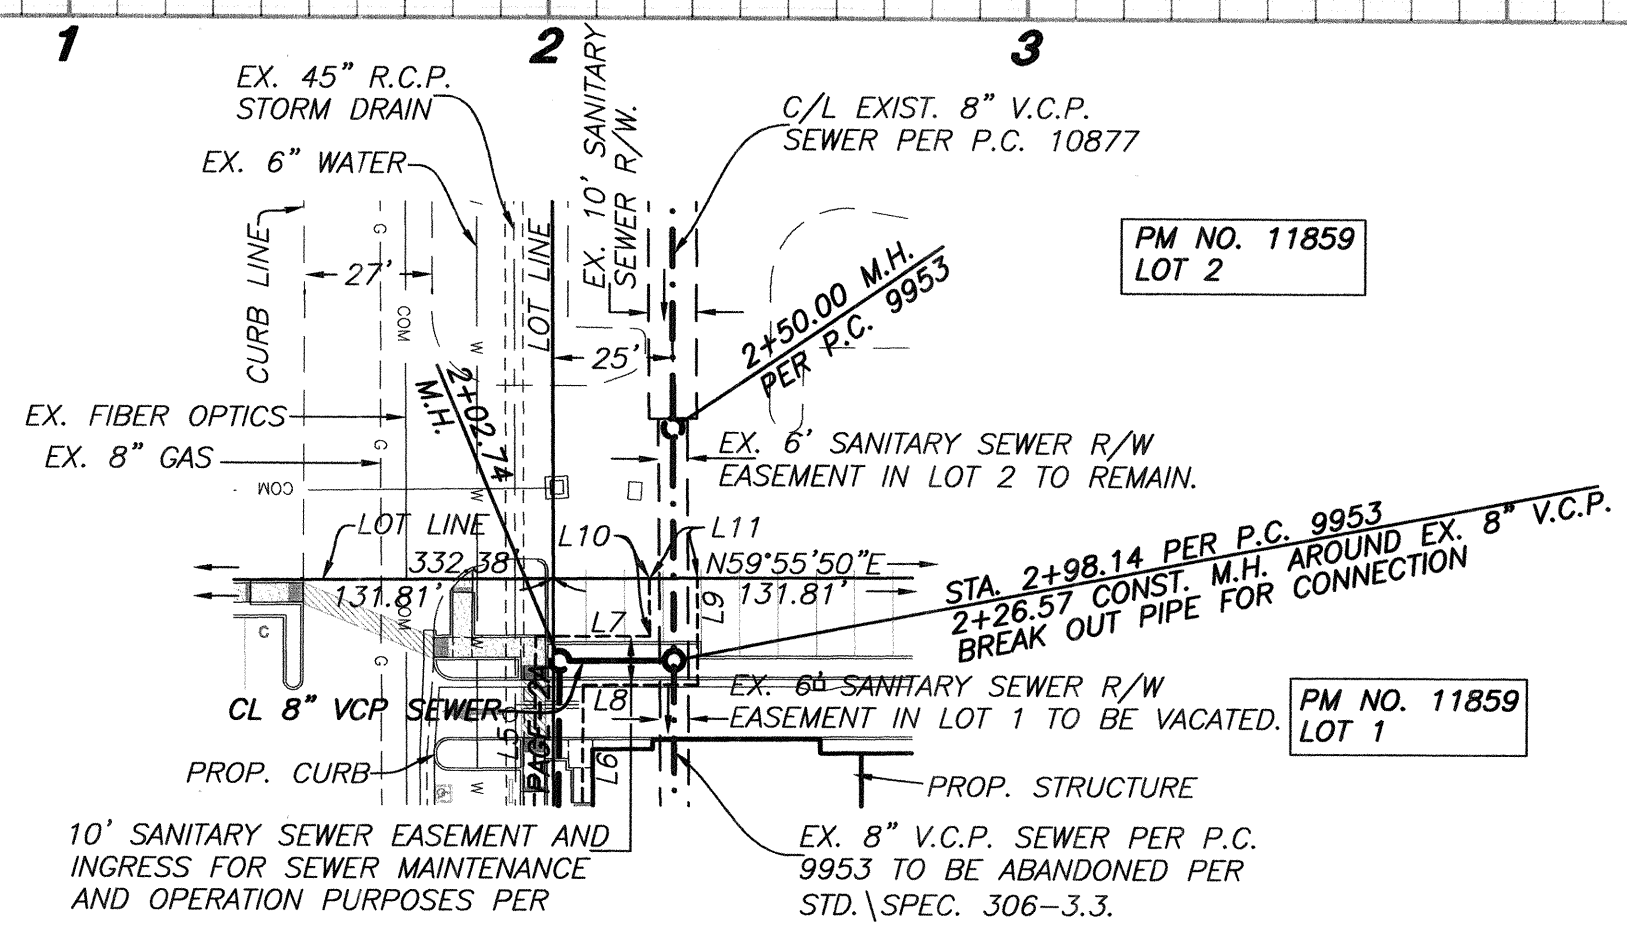 1
2
3
EX. 45" R.C.P.
STORM DRAIN
EX. 6" WATER
EX. 10' SANITARY
SEWER R/W.
C/L EXIST. 8" V.C.P.
SEWER PER P.C. 10877
CURB LINE
27'
LOT LINE
G
COM
W
25'
2+50.00 M.H.
PER P.C. 9953
PM NO. 11859
LOT 2
2+02.74
M.H.
EX. FIBER OPTICS
EX. 8" GAS
G
COM
W
EX. 6' SANITARY SEWER R/W
EASEMENT IN LOT 2 TO REMAIN.
LOT LINE
W
L10
L11
332.38'
N59°55'50"E
131.81'
131.81'
COM
L7
L9
STA. 2+98.14 PER P.C. 9953
2+26.57 CONST. M.H. AROUND EX. 8" V.C.P.
BREAK OUT PIPE FOR CONNECTION
C
G
W
CL 8" VCP SEWER
L8
L5
PAGE 2A
L6
EX. 6' SANITARY SEWER R/W
EASEMENT IN LOT 1 TO BE VACATED.
PM NO. 11859
LOT 1
PROP. CURB
W
PROP. STRUCTURE
10' SANITARY SEWER EASEMENT AND
INGRESS FOR SEWER MAINTENANCE
AND OPERATION PURPOSES PER
EX. 8" V.C.P. SEWER PER P.C.
9953 TO BE ABANDONED PER
STD.\SPEC. 306-3.3.